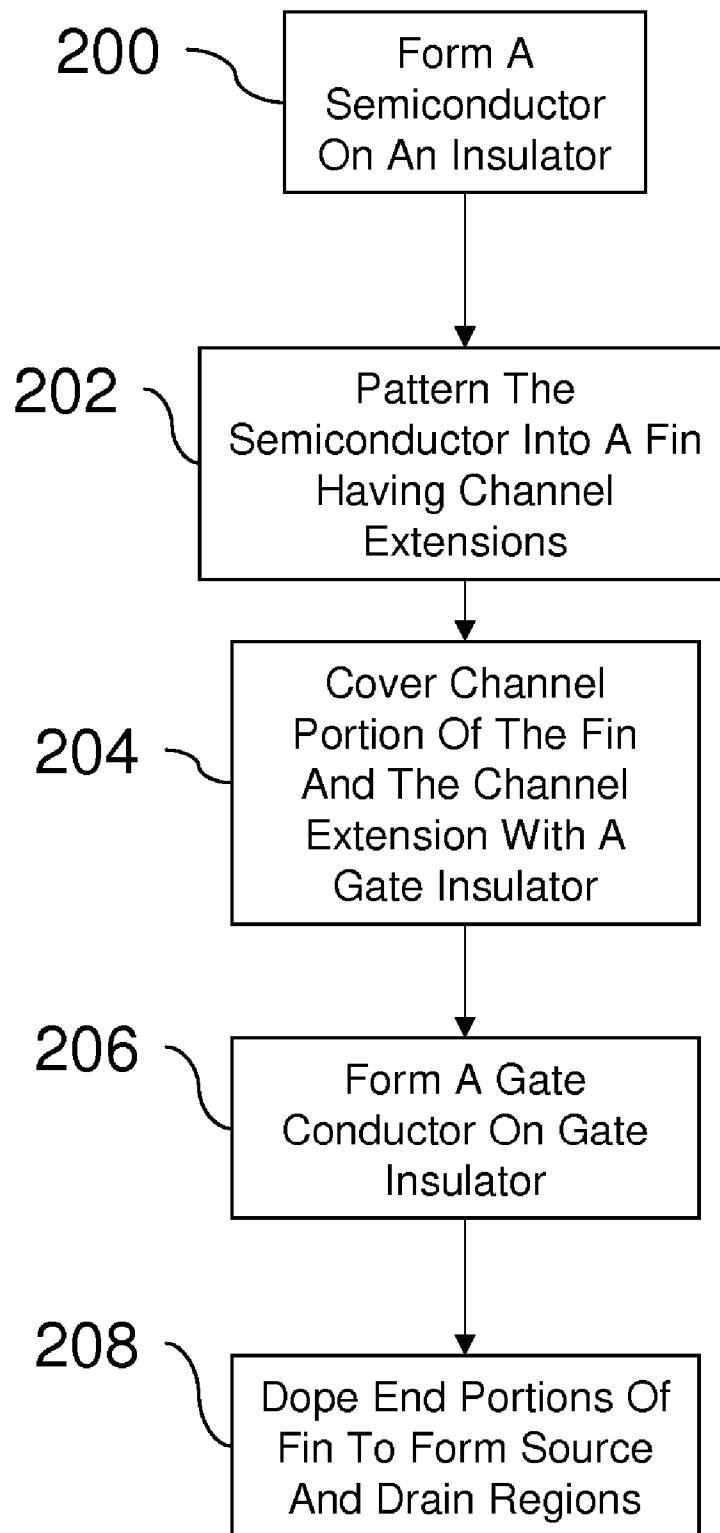 200
Form A
Semiconductor
On An Insulator
202
Pattern The
Semiconductor Into A Fin
Having Channel
Extensions
204
Cover Channel
Portion Of The Fin
And The Channel
Extension With A
Gate Insulator
206
Form A Gate
Conductor On Gate
Insulator
208
Dope End Portions Of
Fin To Form Source
And Drain Regions